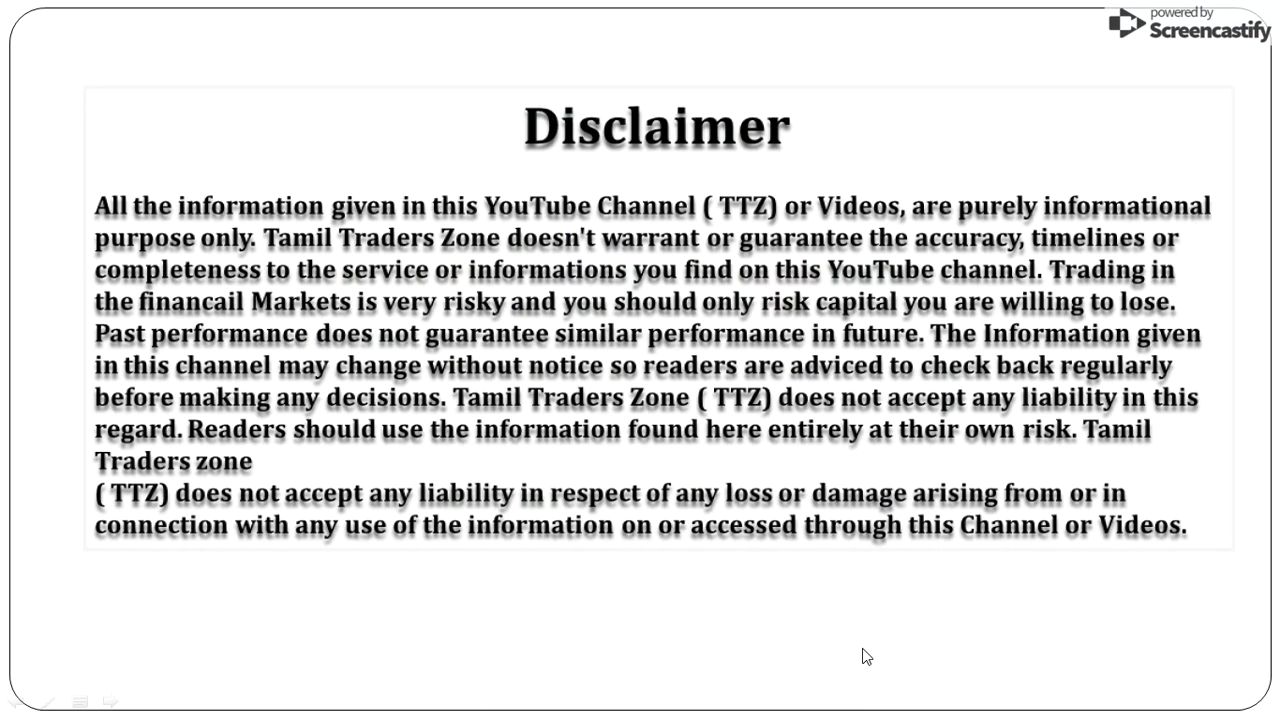 powered by
Screencastify
Disclaimer
All the information given in this YouTube Channel ( TTZ) or Videos, are purely informational
purpose only. Tamil Traders Zone doesn't warrant or guarantee the accuracy, timelines or
completeness to the service or informations you find on this YouTube channel. Trading in
the financail Markets is very risky and you should only risk capital you are willing to lose.
Past performance does not guarantee similar performance in future. The Information given
in this channel may change without notice so readers are adviced to check back regularly
before making any decisions. Tamil Traders Zone ( TTZ) does not accept any liability in this
regard. Readers should use the information found here entirely at their own risk. Tamil
Traders zone
( TTZ) does not accept any liability in respect of any loss or damage arising from or in
connection with any use of the information on or accessed through this Channel or Videos.